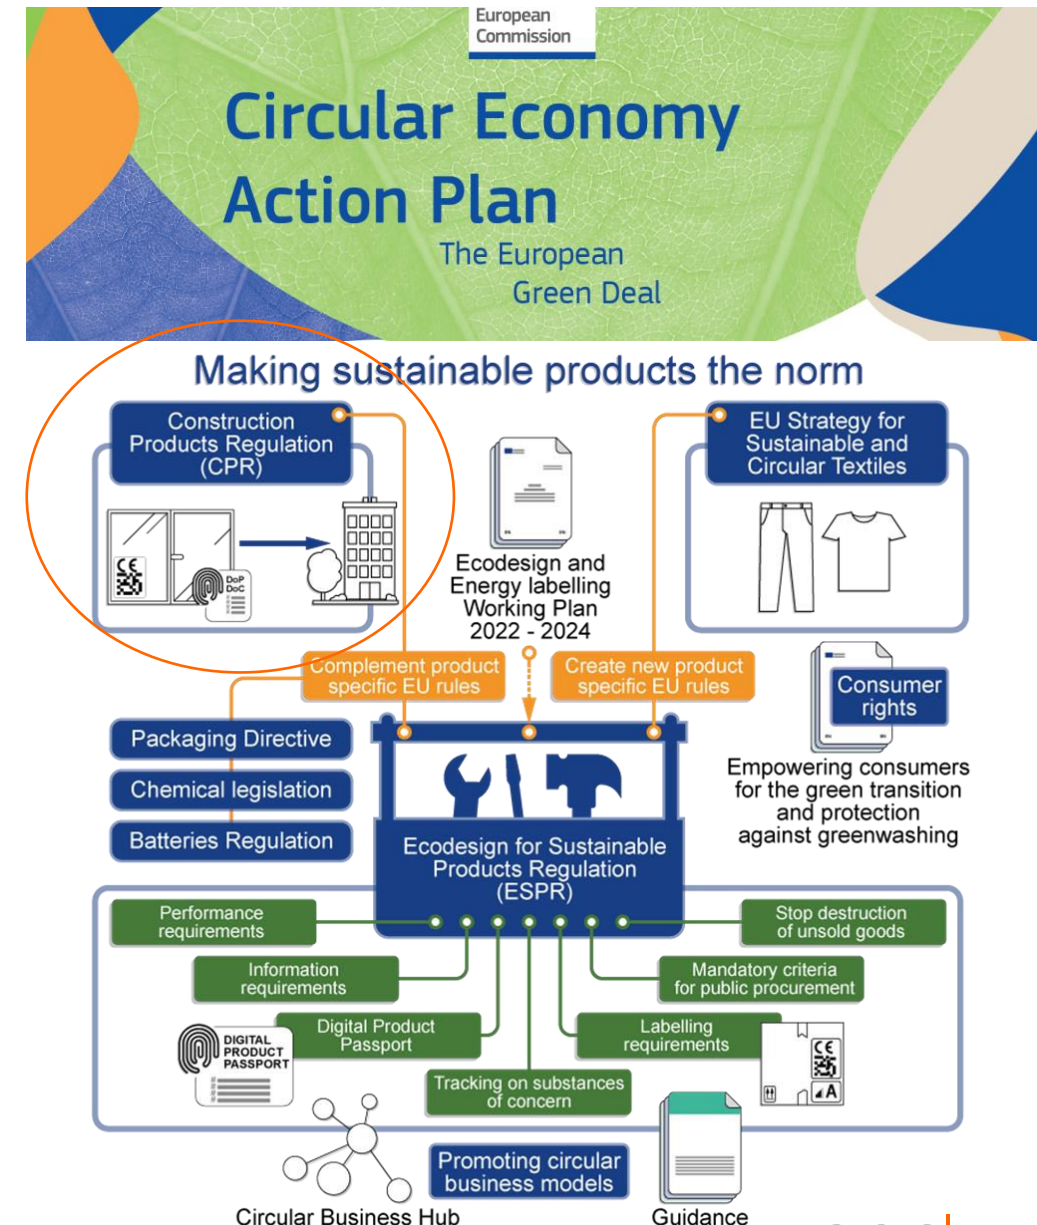 European
Commission
Circular Economy
Action Plan
The European
Green Deal
Making sustainable products the norm
Construction
Products Regulation
(CPR)
CE
DoP
DoC
Ecodesign and
Energy labelling
Working Plan
2022 - 2024
EU Strategy for
Sustainable and
Circular Textiles
Complement product
specific EU rules
Create new product
specific EU rules
Consumer
rights
Empowering consumers
for the green transition
and protection
against greenwashing
Packaging Directive
Chemical legislation
Batteries Regulation
Ecodesign for Sustainable
Products Regulation
(ESPR)
Performance
requirements
Stop destruction
of unsold goods
Information
requirements
Mandatory criteria
for public procurement
Digital Product
Passport
Labelling
requirements
DIGITAL
PRODUCT
PASSPORT
CE
A
Tracking on substances
of concern
Promoting circular
business models
Circular Business Hub
Guidance